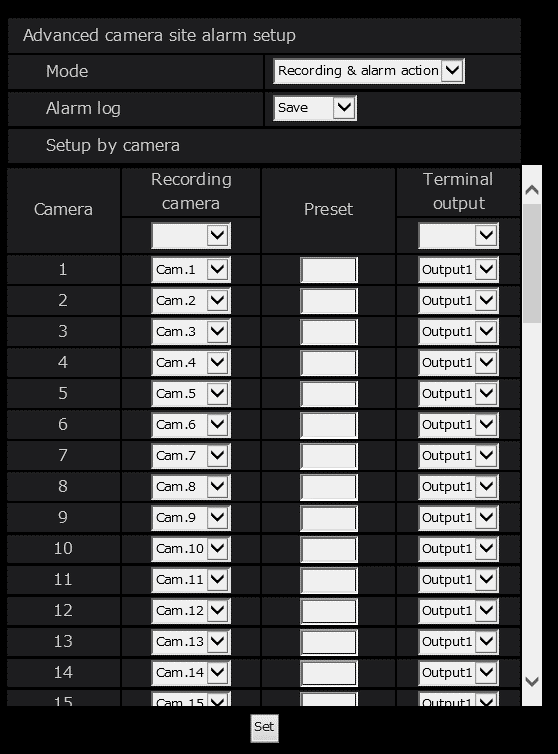 Advanced camera site alarm setup
Mode Recording & alarm action
Alarm log Save
Setup by camera
Camera Recording camera Preset Terminal output
1 Cam.1 Output1
2 Cam.2 Output1
3 Cam.3 Output1
4 Cam.4 Output1
5 Cam.5 Output1
6 Cam.6 Output1
7 Cam.7 Output1
8 Cam.8 Output1
9 Cam.9 Output1
10 Cam.10 Output1
11 Cam.11 Output1
12 Cam.12 Output1
13 Cam.13 Output1
14 Cam.14 Output1
15 Cam.15 Output1
Set